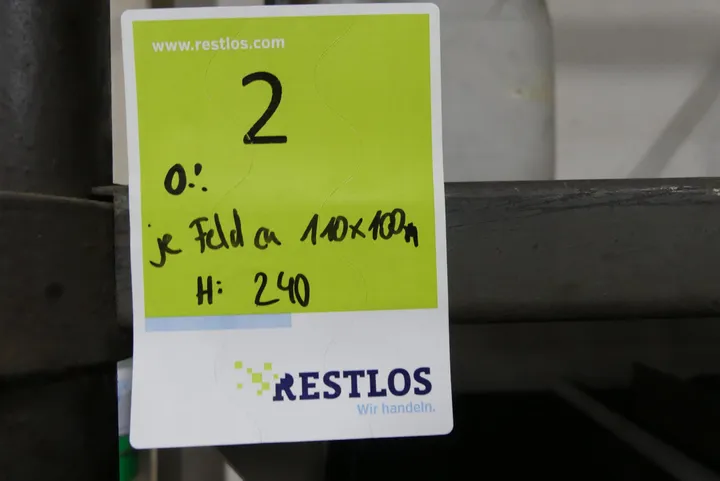 www.restlos.com
2
je Feld ca 110x100
H: 240
RESTLOS
Wir handeln.